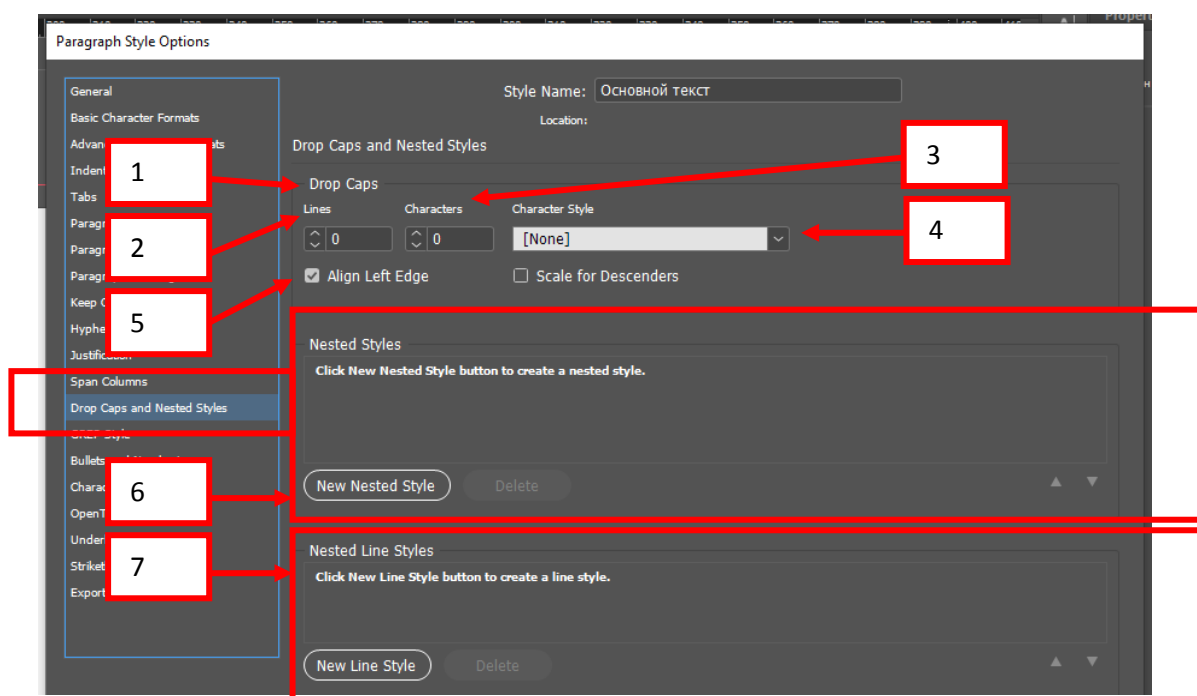 Paragraph Style Options
General
Basic Character Formats
Tabs
Span Columns
Drop Caps and Nested Styles
Style Name: Основной текст
Location:
Drop Caps and Nested Styles
Drop Caps
Lines Characters Character Style
0 0 [None]
Align Left Edge Scale for Descenders
Nested Styles
Click New Nested Style button to create a nested style.
New Nested Style Delete
Nested Line Styles
Click New Line Style button to create a line style.
New Line Style Delete
1
2
3
4
5
6
7